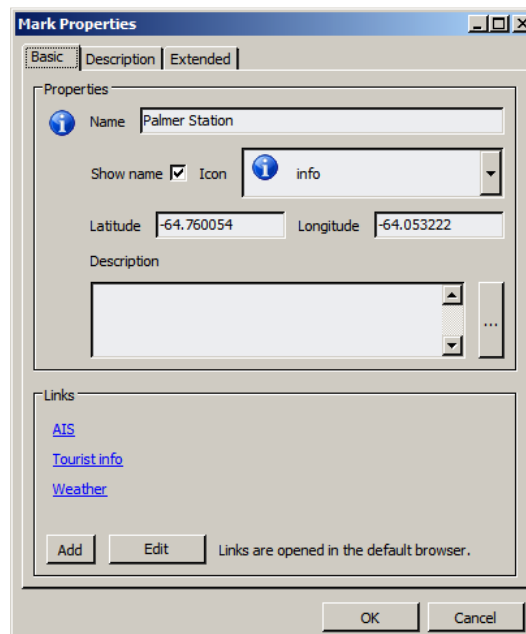 Mark Properties
Basic Description Extended
Properties
Name Palmer Station
Show name Icon info
Latitude -64.760054 Longitude -64.053222
Description
...
Links
AIS
Tourist info
Weather
Add Edit Links are opened in the default browser.
OK Cancel